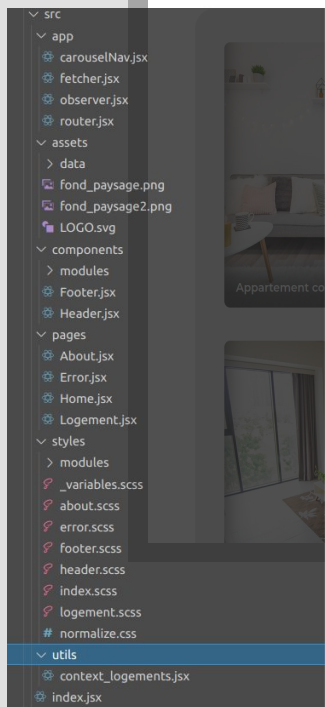 src
app
carouselNav.jsx
fetcher.jsx
observer.jsx
router.jsx
assets
data
fond_paysage.png
fond_paysage2.png
LOGO.svg
components
modules
Footer.jsx
Header.jsx
pages
About.jsx
Error.jsx
Home.jsx
Logement.jsx
styles
modules
_variables.scss
about.scss
error.scss
footer.scss
header.scss
index.scss
logement.scss
normalize.css
utils
context_logements.jsx
index.jsx
Appartement co